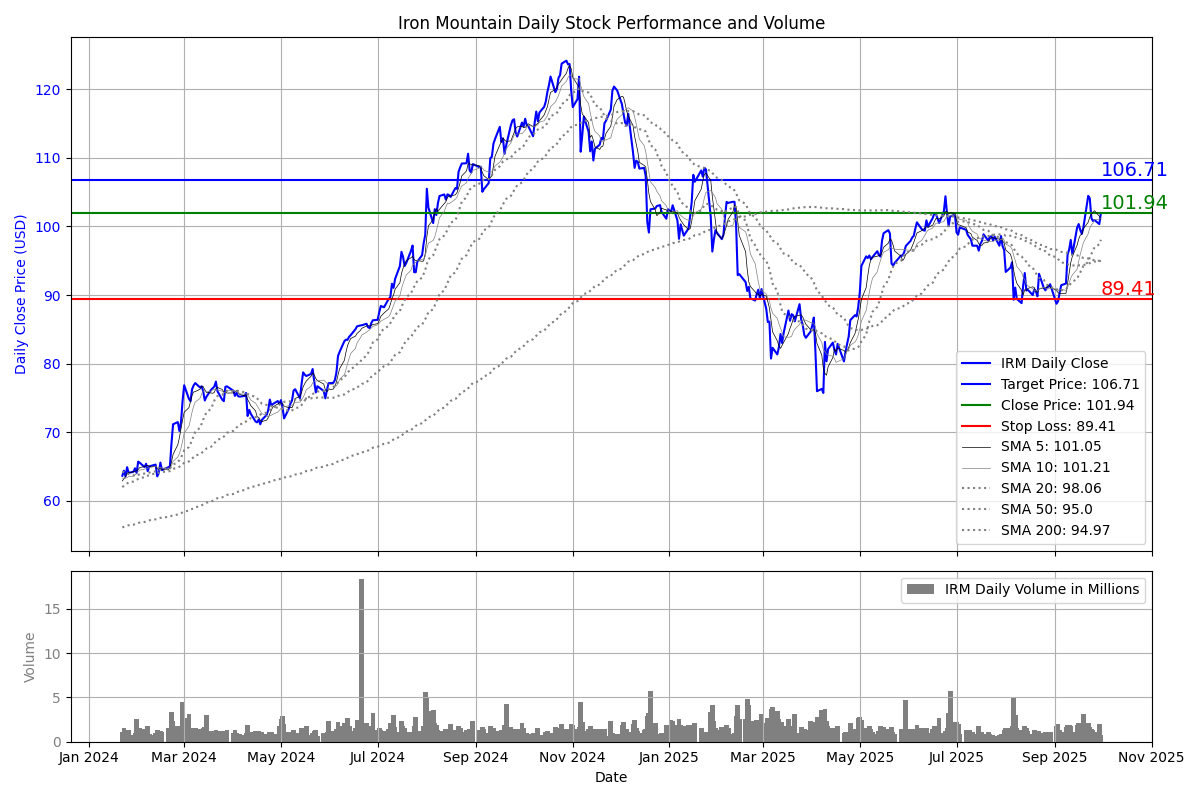 Iron Mountain Daily Stock Performance and Volume
Daily Close Price (USD)
120
110
100
90
80
70
60
106.71
101.94
89.41
IRM Daily Close
Target Price: 106.71
Close Price: 101.94
Stop Loss: 89.41
SMA 5: 101.05
SMA 10: 101.21
SMA 20: 98.06
SMA 50: 95.0
SMA 200: 94.97
Volume
15
10
5
0
IRM Daily Volume in Millions
Jan 2024
Mar 2024
May 2024
Jul 2024
Sep 2024
Nov 2024
Jan 2025
Mar 2025
May 2025
Jul 2025
Sep 2025
Nov 2025
Date